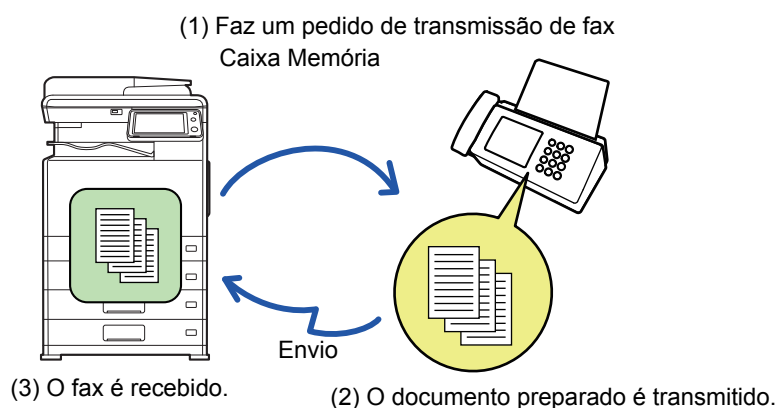 (1) Faz um pedido de transmissão de fax
Caixa Memória
Envio
(3) O fax é recebido.
(2) O documento preparado é transmitido.